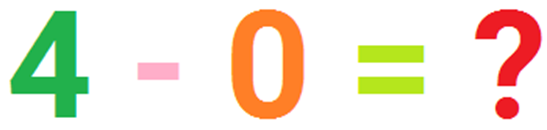 4 - 0 = ?